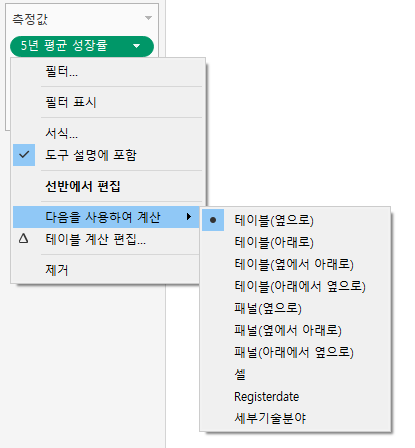 측정값
5년 평균 성장률
필터...
필터 표시
서식...
도구 설명에 포함
선반에서 편집
다음을 사용하여 계산
테이블 계산 편집...
제거
테이블(옆으로)
테이블(아래로)
테이블(옆에서 아래로)
테이블(아래에서 옆으로)
패널(옆으로)
패널(옆에서 아래로)
패널(아래에서 옆으로)
셀
Registerdate
세부기술분야